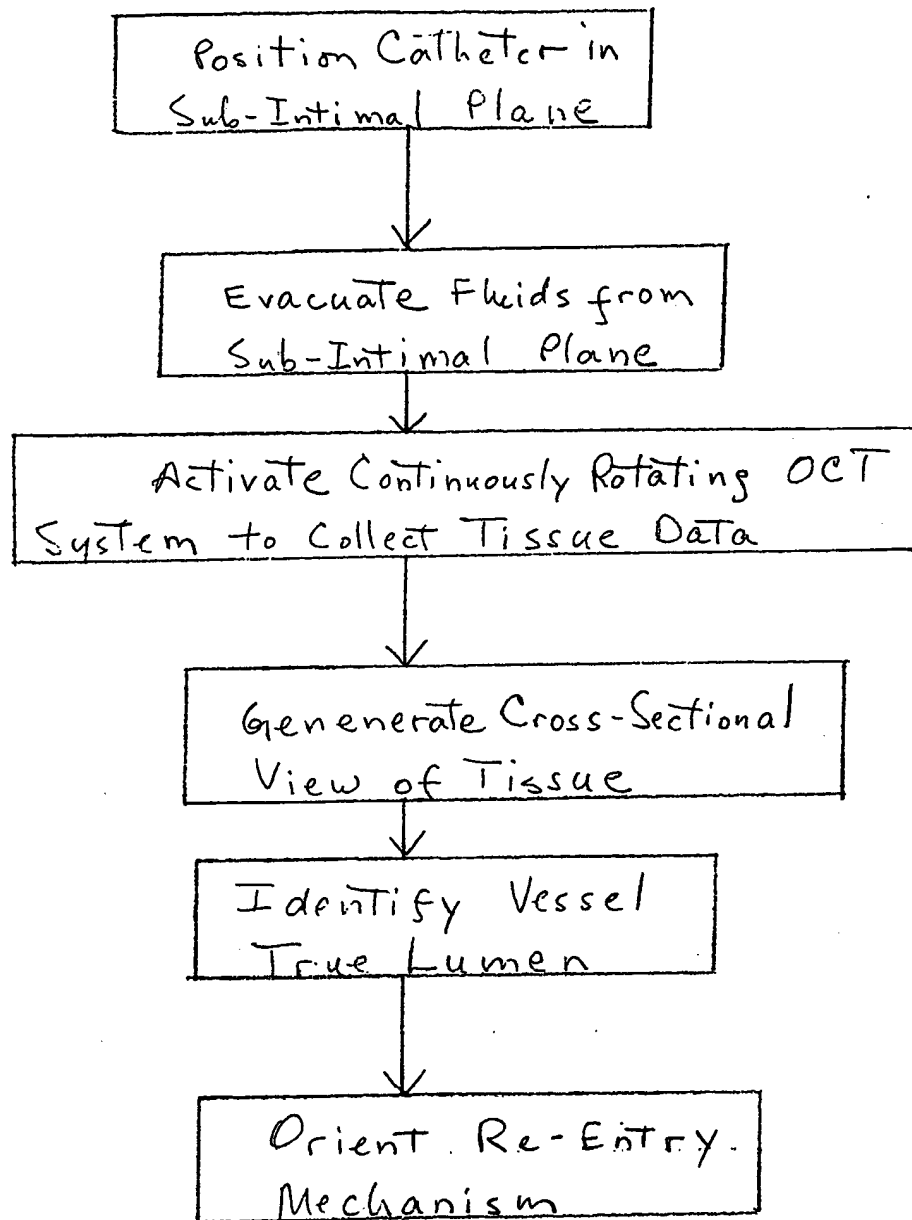 Position Catheter in
Sub-Intimal Plane
Evacuate Fluids from
Sub-Intimal Plane
Activate Continuously Rotating OCT
System to Collect Tissue Data
Genenerate Cross-Sectional
View of Tissue
Identify Vessel
True Lumen
Orient Re-Entry
Mechanism